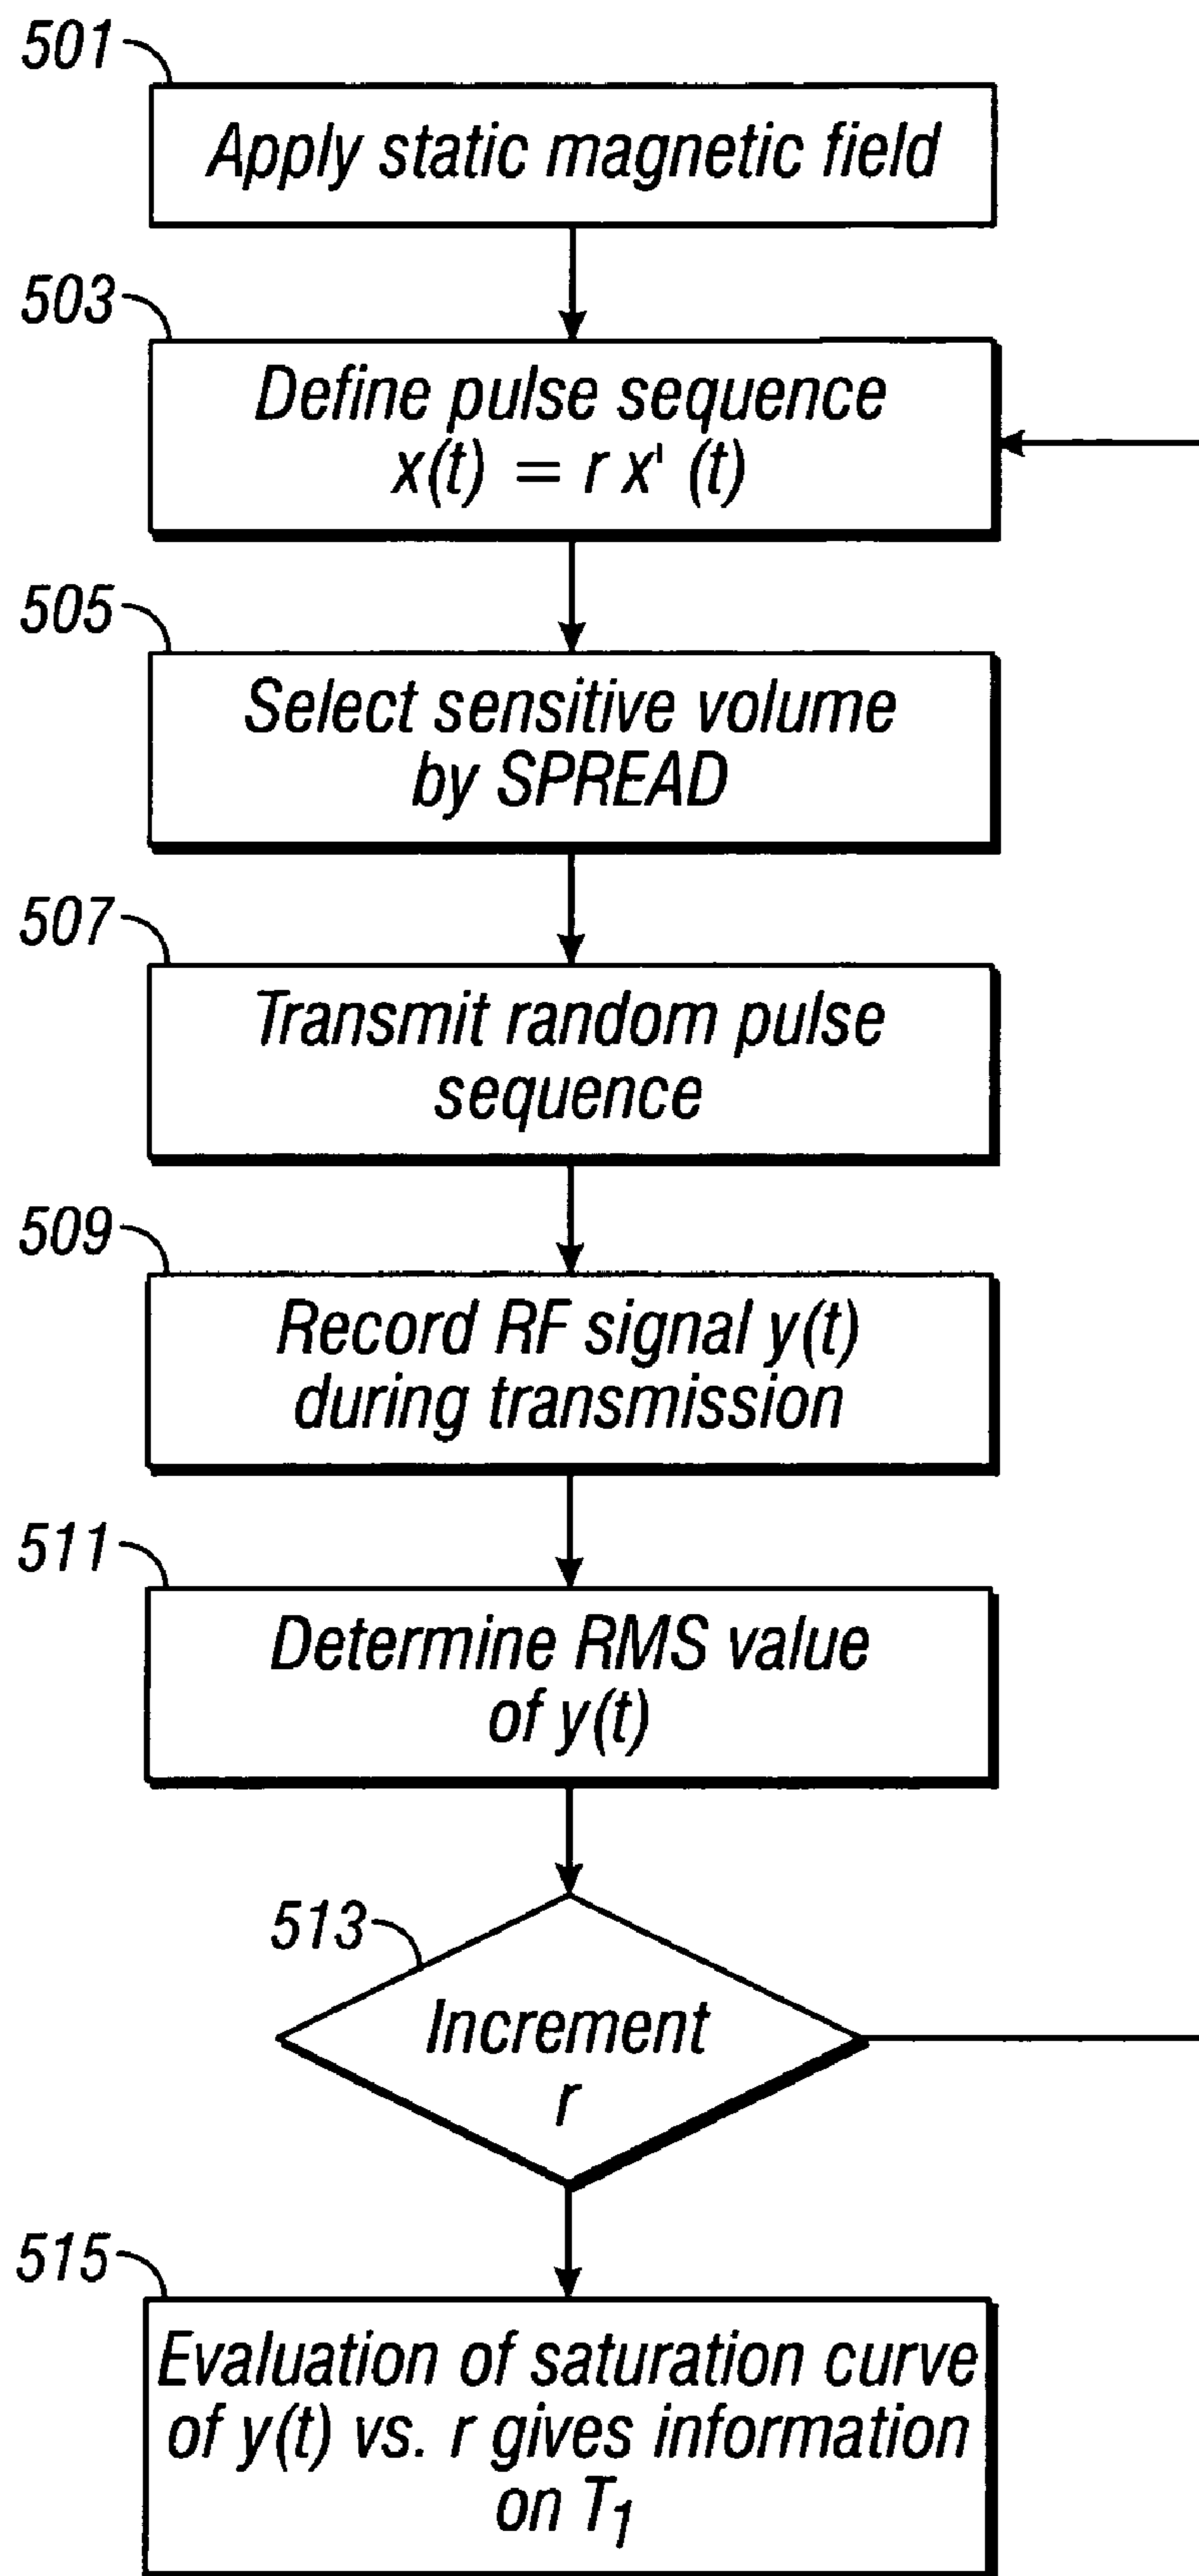 501
Apply static magnetic field
503
Define pulse sequence
x(t) = r x' (t)
505
Select sensitive volume
by SPREAD
507
Transmit random pulse
sequence
509
Record RF signal y(t)
during transmission
511
Determine RMS value
of y(t)
513
Increment
r
515
Evaluation of saturation curve
of y(t) vs. r gives information
on T1